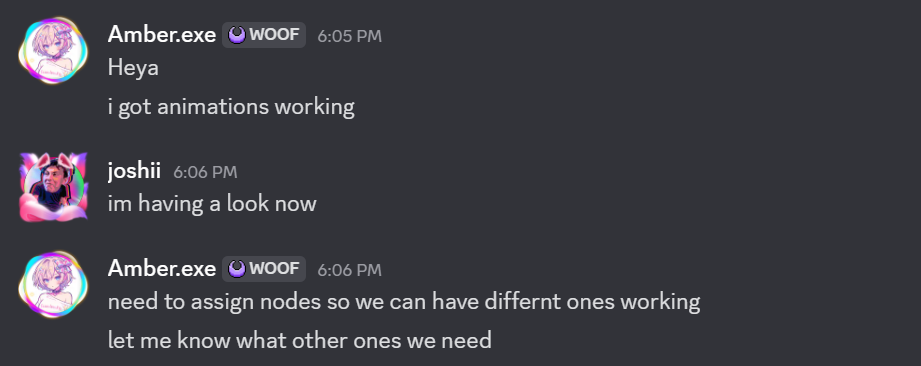 Amber.exe WOOF 6:05 PM
Heya
i got animations working
joshii 6:06 PM
im having a look now
Amber.exe WOOF 6:06 PM
need to assign nodes so we can have differnt ones working
let me know what other ones we need